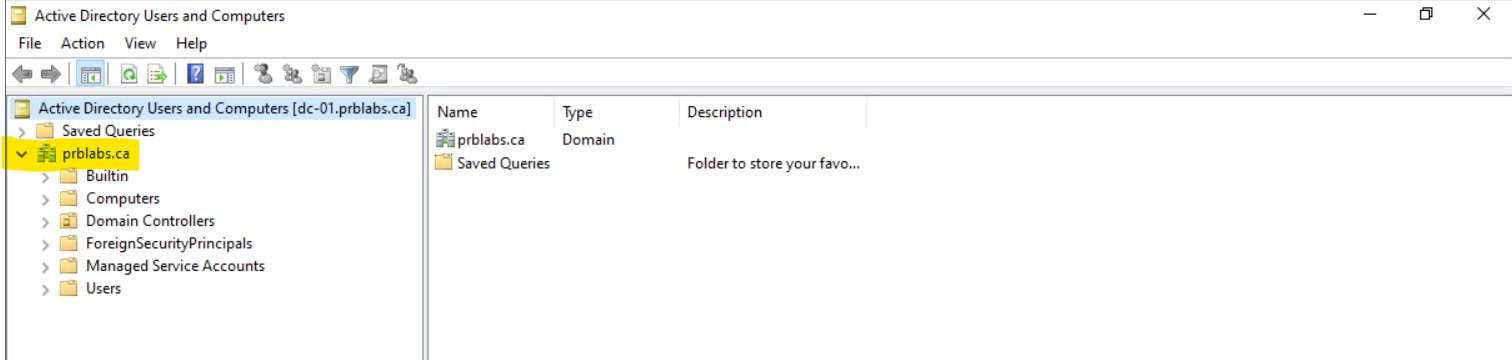 Active Directory Users and Computers
File Action View Help
Active Directory Users and Computers [dc-01.prblabs.ca]
Saved Queries
prblabs.ca
Builtin
Computers
Domain Controllers
ForeignSecurityPrincipals
Managed Service Accounts
Users
Name Type Description
prblabs.ca Domain
Saved Queries Folder to store your favo...